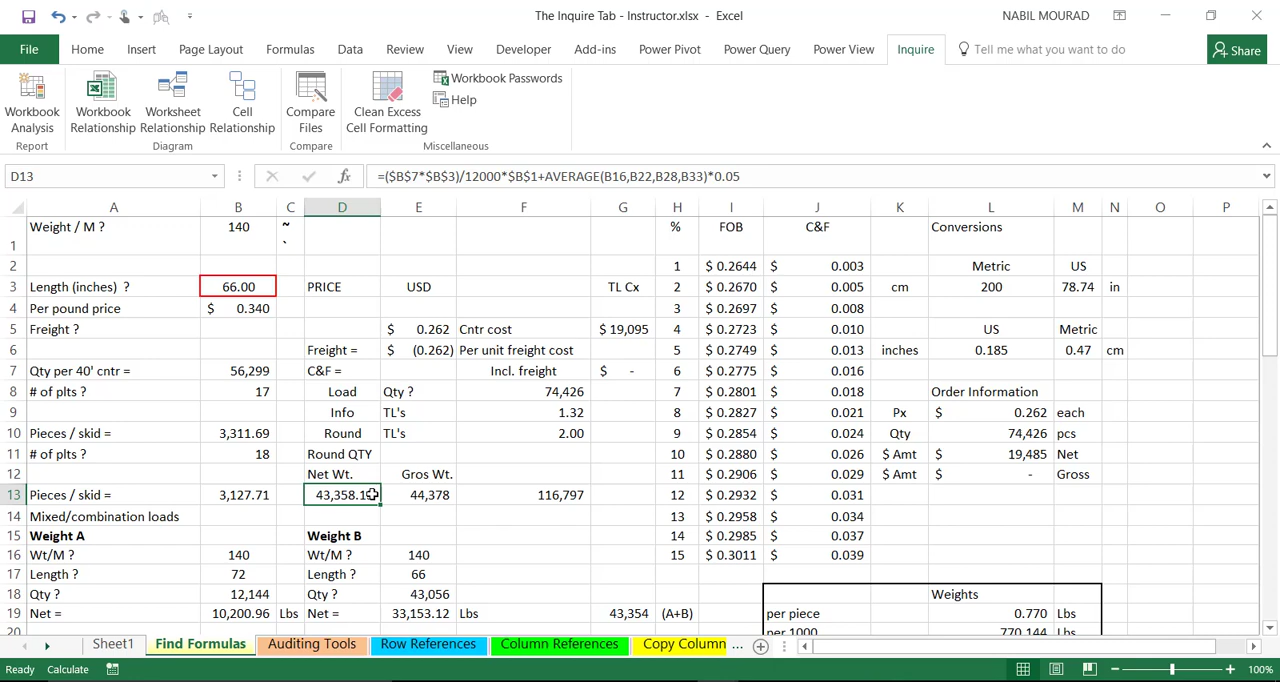 The Inquire Tab - Instructor.xlsx - Excel
NABIL MOURAD
File Home Insert Page Layout Formulas Data Review View Developer Add-ins Power Pivot Power Query Power View Inquire Tell me what you want to do Share
Workbook Analysis
Workbook Relationship
Worksheet Relationship
Cell Relationship
Compare Files
Clean Excess Cell Formatting
Workbook Passwords
Help
Report Diagram Compare Miscellaneous
D13 fx =($B$7*$B$3)/12000*$B$1+AVERAGE(B16,B22,B28,B33)*0.05
A B C D E F G H I J K L M N O P
1 Weight / M ? 140 ~ ` % FOB C&F Conversions
2 1 $ 0.2644 $ 0.003 Metric US
3 Length (inches) ? 66.00 PRICE USD TL Cx 2 $ 0.2670 $ 0.005 cm 200 78.74 in
4 Per pound price $ 0.340 3 $ 0.2697 $ 0.008
5 Freight ? $ 0.262 Cntr cost $ 19,095 4 $ 0.2723 $ 0.010 US Metric
6 Freight = $ (0.262) Per unit freight cost 5 $ 0.2749 $ 0.013 inches 0.185 0.47 cm
7 Qty per 40' cntr = 56,299 C&F = Incl. freight $ - 6 $ 0.2775 $ 0.016
8 # of plts ? 17 Load Qty ? 74,426 7 $ 0.2801 $ 0.018 Order Information
9 Info TL's 1.32 8 $ 0.2827 $ 0.021 Px $ 0.262 each
10 Pieces / skid = 3,311.69 Round TL's 2.00 9 $ 0.2854 $ 0.024 Qty 74,426 pcs
11 # of plts ? 18 Round QTY 10 $ 0.2880 $ 0.026 $ Amt $ 19,485 Net
12 Net Wt. Gros Wt. 11 $ 0.2906 $ 0.029 $ Amt $ - Gross
13 Pieces / skid = 3,127.71 44,378 116,797 12 $ 0.2932 $ 0.031
14 Mixed/combination loads 13 $ 0.2958 $ 0.034
15 Weight A Weight B 14 $ 0.2985 $ 0.037
16 Wt/M ? 140 Wt/M ? 140 15 $ 0.3011 $ 0.039
17 Length ? 72 Length ? 66
18 Qty ? 12,144 Qty ? 43,056 Weights
19 Net = 10,200.96 Lbs Net = 33,153.12 Lbs 43,354 (A+B) per piece 0.770 Lbs
20 per 1000 770.144 Lbs
Sheet1 Find Formulas Auditing Tools Row References Column References Copy Column ...
Ready Calculate 100%